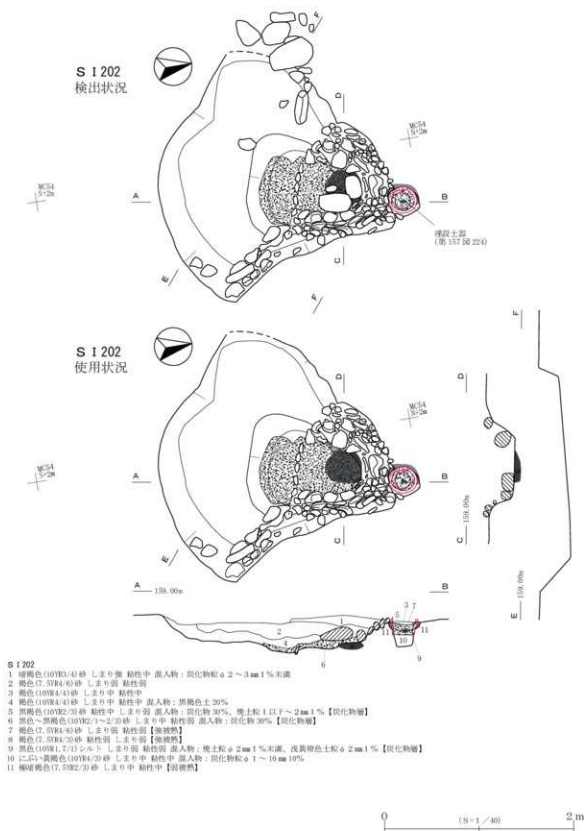 S I 202
検出状況
F
D
MC54
N+2m
MC54
S+2m
A
B
埋設土器
(第 157 図 224)
C
E
F
S I 202
使用状況
D
MC54
N+2m
MC54
S+2m
A
B
C
E
F
D
C
159.00m
E
159.00m
A
159.00m
B
1
2
4
6
5
3
7
11
8
11
10
9
S I 202
1 暗褐色(10YR3/4)砂 しまり強 粘性中 混入物：炭化物粒φ2～3㎜1％未満
2 褐色(7.5YR4/6)砂 しまり弱 粘性弱
3 褐色(10YR4/4)砂 しまり中 粘性中
4 褐色(10YR4/4)砂 しまり中 粘性中 混入物：黒褐色土20％
5 黒褐色(10YR2/3)砂 粘性中 しまり弱 混入物：炭化物30％、焼土粒1以下～2㎜1％【炭化物層】
6 黒色～黒褐色(10YR2/1～2/3)砂 しまり中 粘性弱 混入物：炭化物30％【炭化物層】
7 褐色(7.5YR4/6)砂 しまり弱【強被熱】
8 褐色(7.5YR4/3)砂 粘性弱 しまり弱【強被熱】
9 黒色(10YR1.7/1)シルト しまり弱 粘性弱 混入物：焼土粒φ2㎜1％未満、浅黄橙色土粒φ2㎜1％【炭化物層】
10 にぶい黄褐色(10YR4/3)砂 しまり中 粘性中 混入物：炭化物粒φ1～10㎜10％
11 極暗褐色(7.5YR2/3)砂 しまり中 粘性中【弱被熱】
0
(S=1／40)
2 m